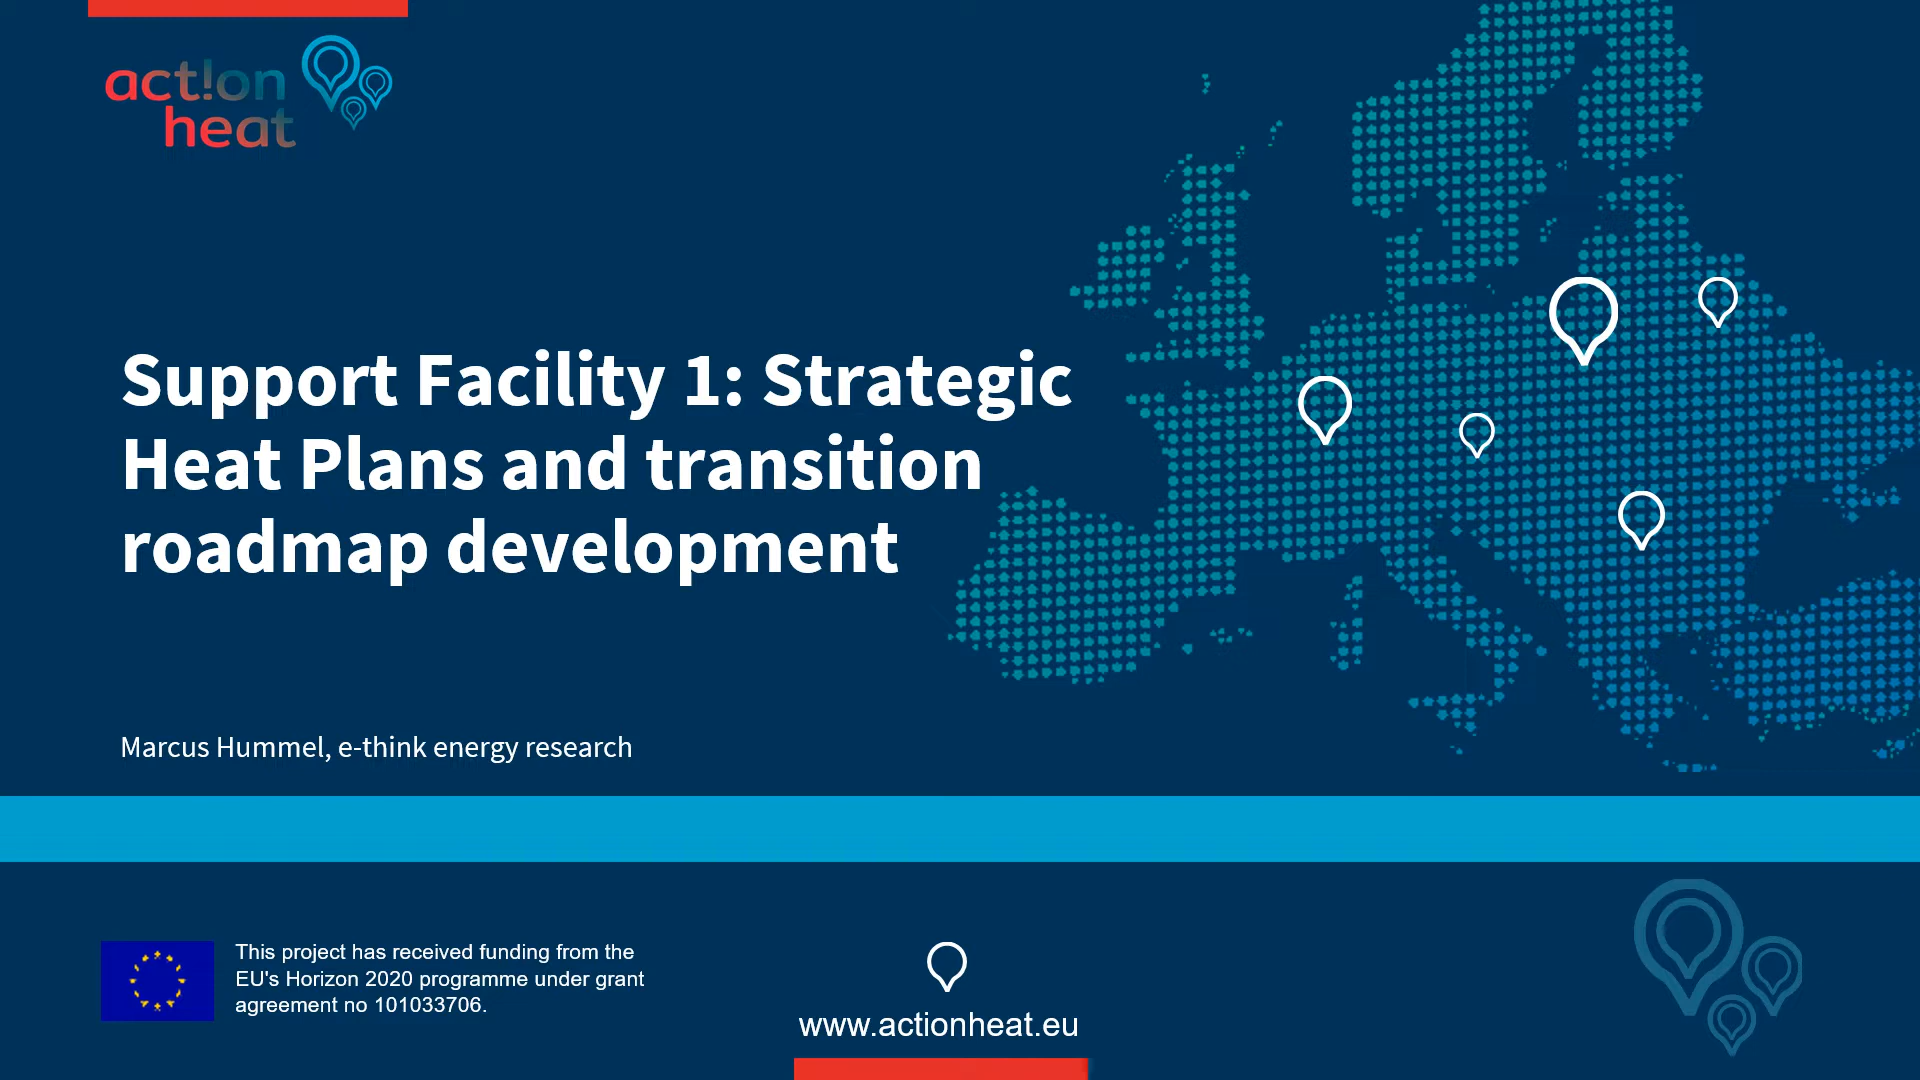 act!on
heat
Support Facility 1: Strategic
Heat Plans and transition
roadmap development
Marcus Hummel, e-think energy research
This project has received funding from the
EU's Horizon 2020 programme under grant
agreement no 101033706.
www.actionheat.eu